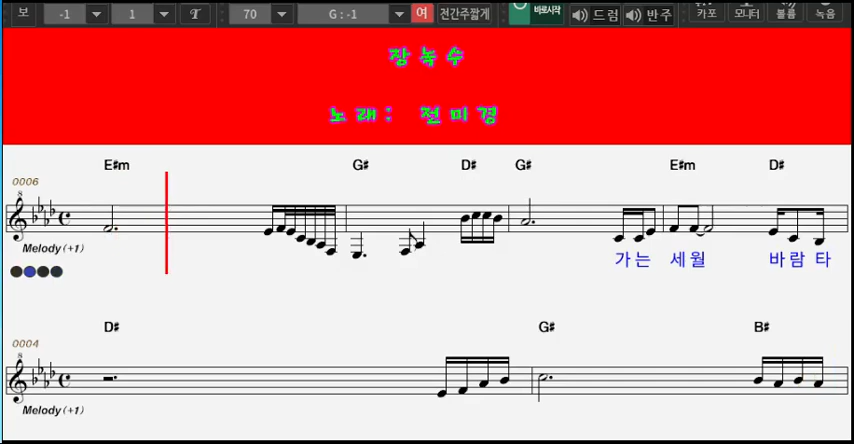 보 -1 1 T 70 G : -1 여 전간주짧게 바로시작 드럼 반주 카포 모니터 볼륨 녹음
장녹수
노래: 전미경
E♯m G♯ D♯ G♯ E♯m D♯
0006
8
Melody (+1)
가는 세월 바람 타
D♯ G♯ B♯
0004
8
Melody (+1)